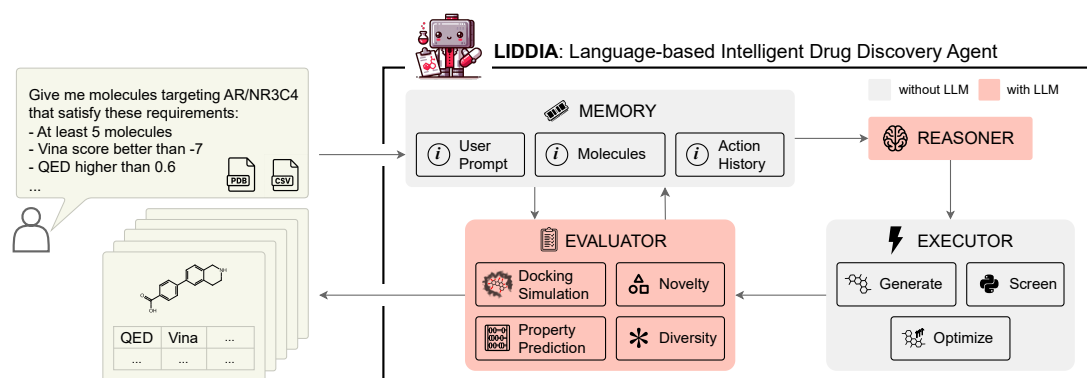 LIDDIA: Language-based Intelligent Drug Discovery Agent
Give me molecules targeting AR/NR3C4
that satisfy these requirements:
- At least 5 molecules
- Vina score better than -7
- QED higher than 0.6
...
PDB
CSV
without LLM
with LLM
MEMORY
User
Prompt
Molecules
Action
History
REASONER
EVALUATOR
Docking
Simulation
Novelty
Property
Prediction
Diversity
EXECUTOR
Generate
Screen
Optimize
NH
O
OH
QED
Vina
...
...
...
...